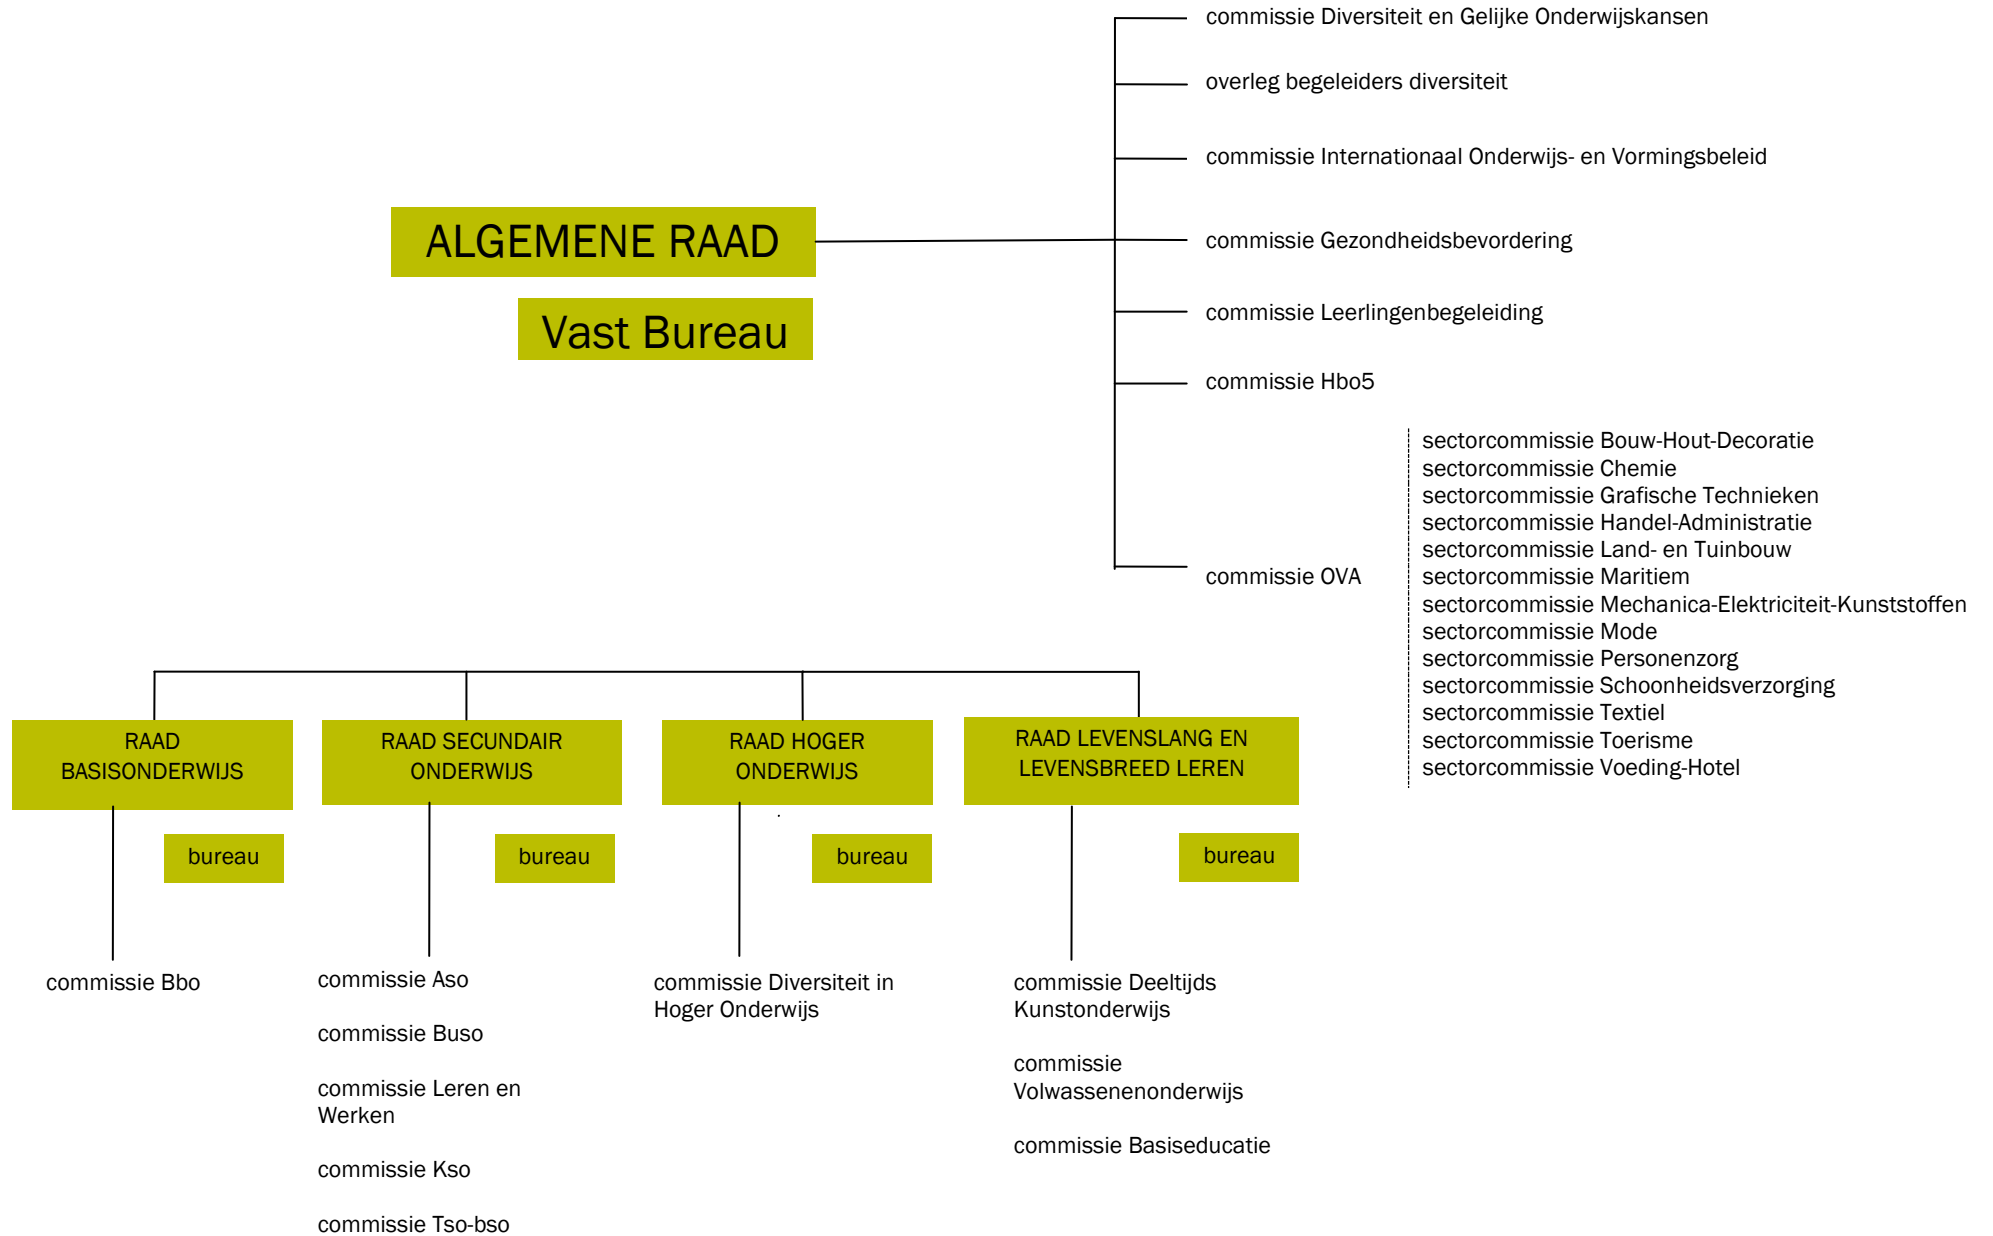 commissie Diversiteit en Gelijke Onderwijskansen
overleg begeleiders diversiteit
commissie Internationaal Onderwijs- en Vormingsbeleid
ALGEMENE RAAD
commissie Gezondheidsbevordering
Vast Bureau
commissie Leerlingenbegeleiding
commissie Hbo5
commissie OVA
sectorcommissie Bouw-Hout-Decoratie
sectorcommissie Chemie
sectorcommissie Grafische Technieken
sectorcommissie Handel-Administratie
sectorcommissie Land- en Tuinbouw
sectorcommissie Maritiem
sectorcommissie Mechanica-Elektriciteit-Kunststoffen
sectorcommissie Mode
sectorcommissie Personenzorg
sectorcommissie Schoonheidsverzorging
sectorcommissie Textiel
sectorcommissie Toerisme
sectorcommissie Voeding-Hotel
RAAD
BASISONDERWIJS
bureau
commissie Bbo
RAAD SECUNDAIR
ONDERWIJS
bureau
commissie Aso
commissie Buso
commissie Leren en
Werken
commissie Kso
commissie Tso-bso
RAAD HOGER
ONDERWIJS
.
bureau
commissie Diversiteit in
Hoger Onderwijs
RAAD LEVENSLANG EN
LEVENSBREED LEREN
bureau
commissie Deeltijds
Kunstonderwijs
commissie
Volwassenenonderwijs
commissie Basiseducatie